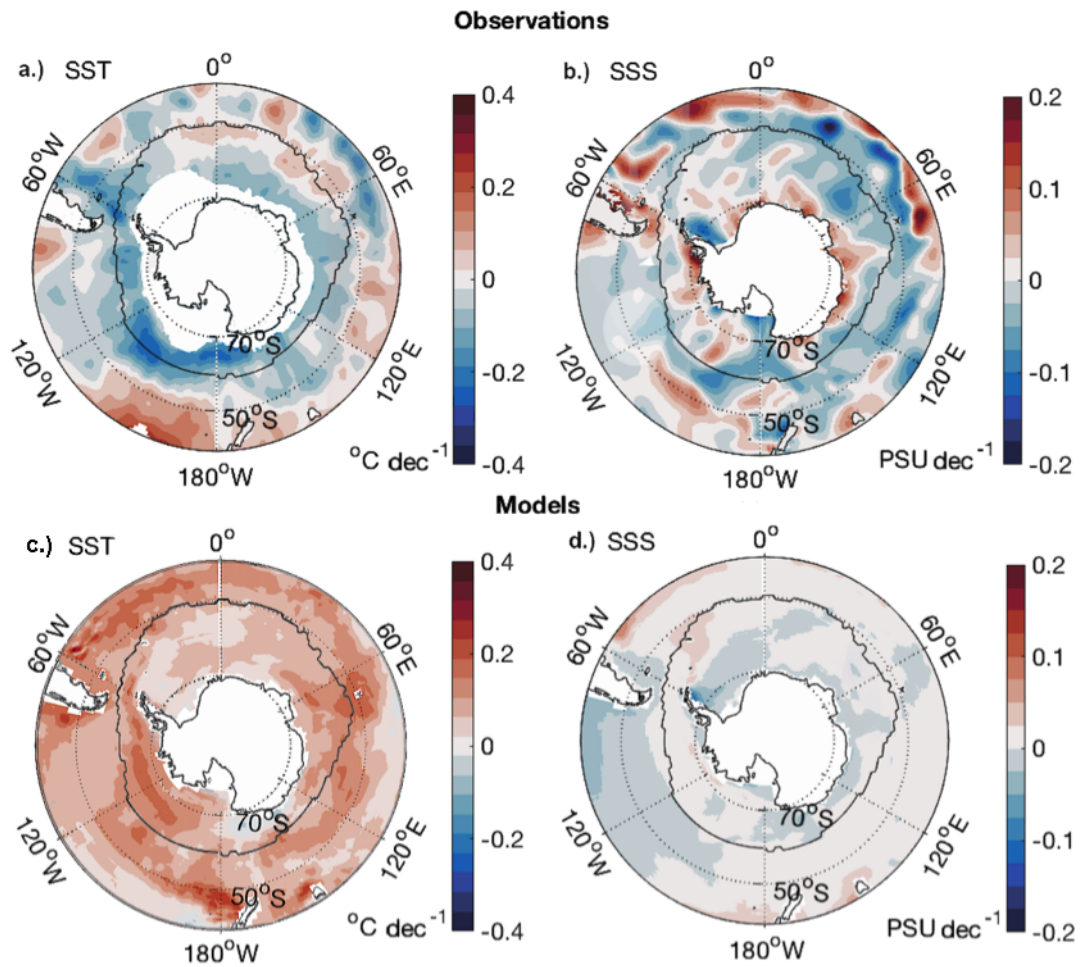 Observations
a.) SST
0°
0.4
0.2
0
-0.2
-0.4
60°W
60°E
120°W
120°E
70°S
50°S
180°W
°C dec⁻¹
b.) SSS
0°
0.2
0.1
0
-0.1
-0.2
60°W
60°E
120°W
120°E
70°S
50°S
180°W
PSU dec⁻¹
Models
c.) SST
0°
0.4
0.2
0
-0.2
-0.4
60°W
60°E
120°W
120°E
70°S
50°S
180°W
°C dec⁻¹
d.) SSS
0°
0.2
0.1
0
-0.1
-0.2
60°W
60°E
120°W
120°E
70°S
50°S
180°W
PSU dec⁻¹